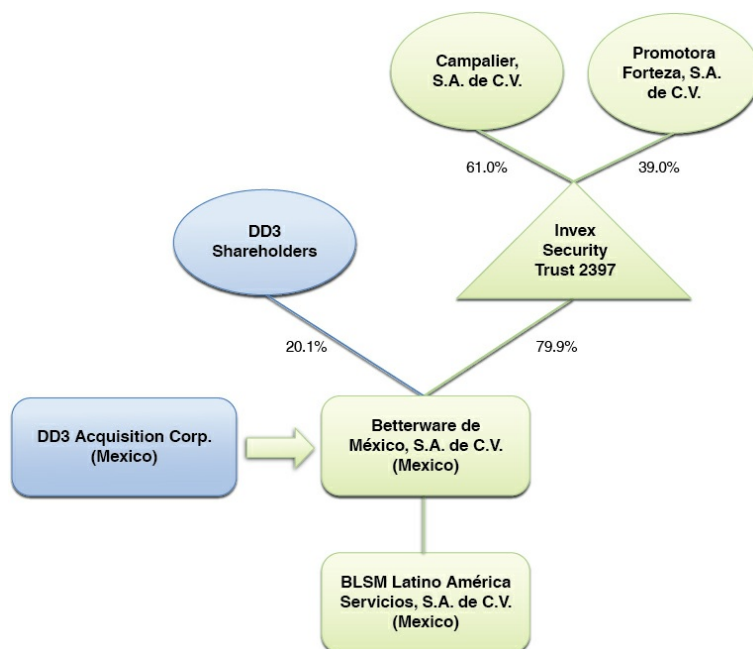 Campalier,
S.A. de C.V.
Promotora
Forteza, S.A.
de C.V.
61.0%
39.0%
DD3
Shareholders
Invex
Security
Trust 2397
20.1%
79.9%
DD3 Acquisition Corp.
(Mexico)
Betterware de
México, S.A. de C.V.
(Mexico)
BLSM Latino América
Servicios, S.A. de C.V.
(Mexico)